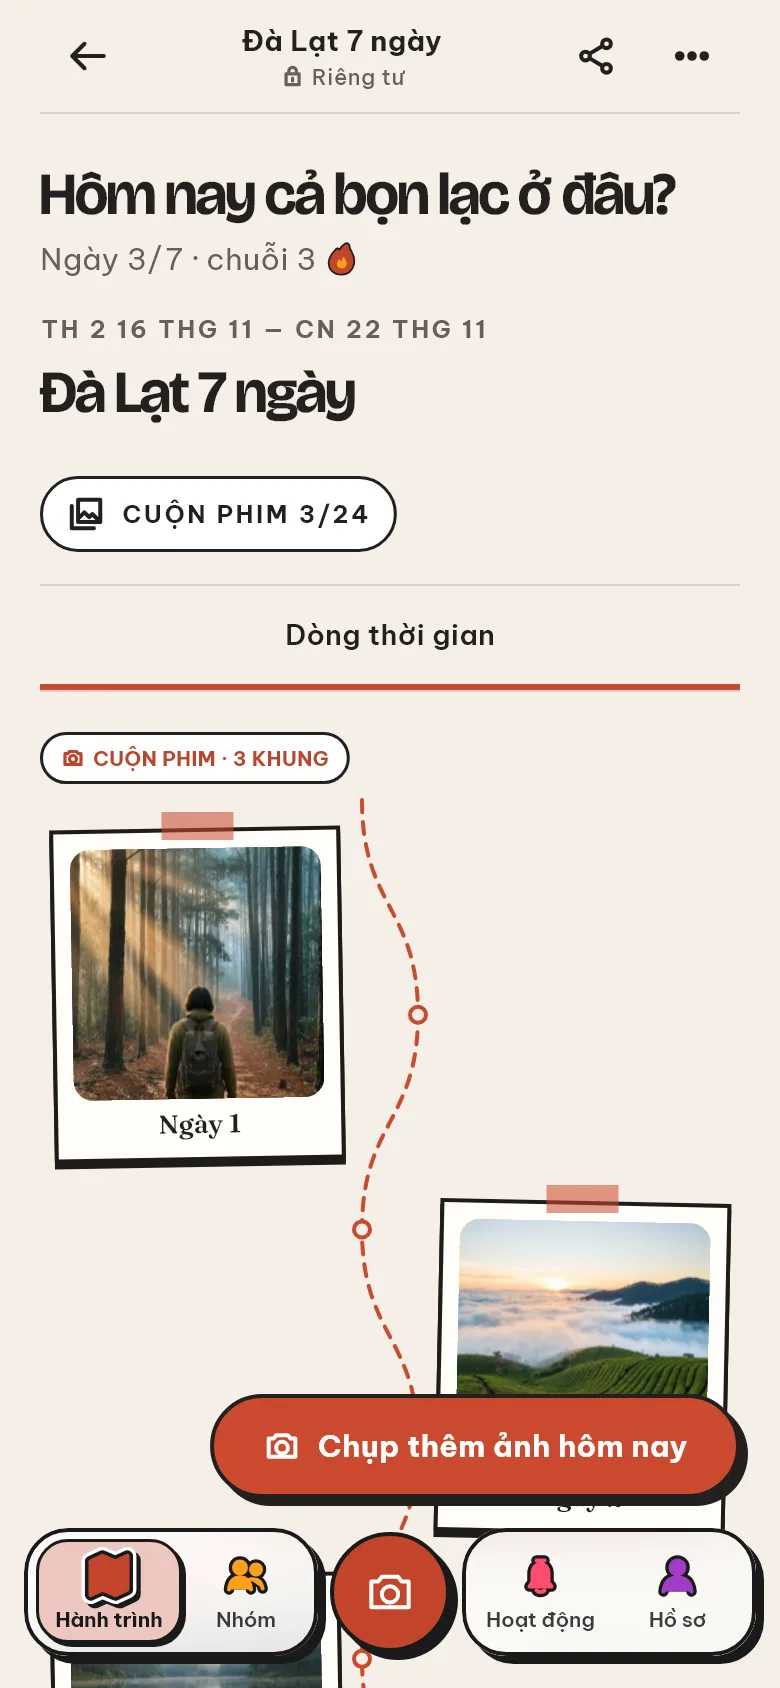 Đà Lạt 7 ngày
Riêng tư
Hôm nay cả bọn lạc ở đâu?
Ngày 3/7 · chuỗi 3
TH 2 16 THG 11 – CN 22 THG 11
Đà Lạt 7 ngày
CUỘN PHIM 3/24
Dòng thời gian
CUỘN PHIM · 3 KHUNG
Ngày 1
Chụp thêm ảnh hôm nay
Hành trình
Nhóm
Hoạt động
Hồ sơ